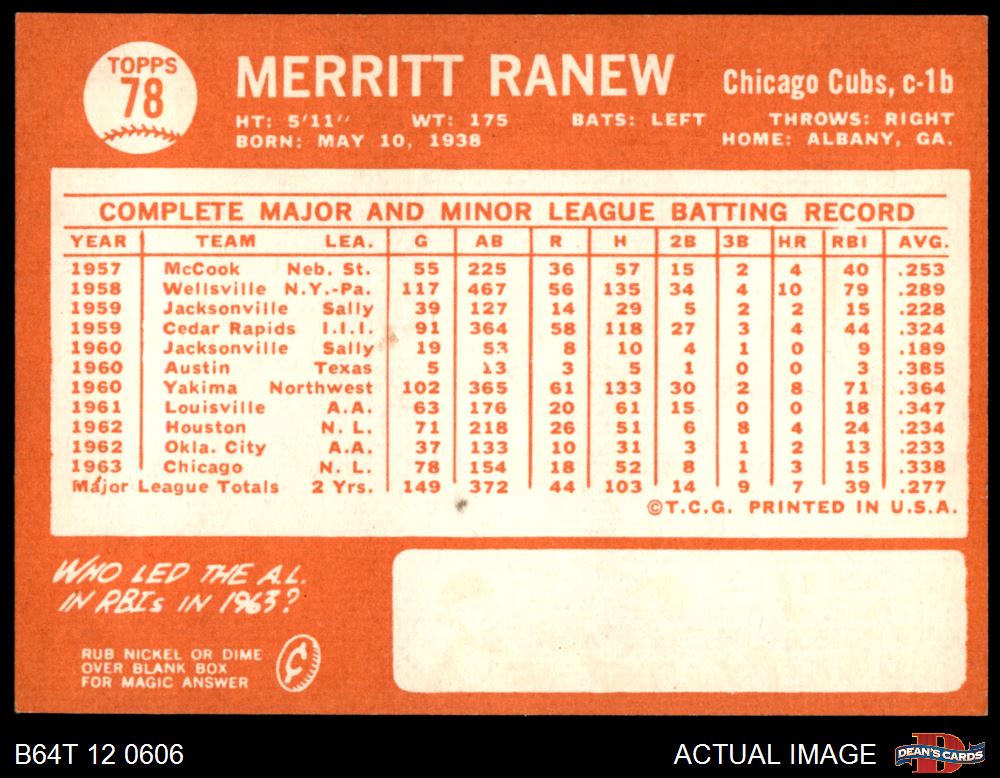 TOPPS
78
MERRITT RANEW
Chicago Cubs, c-1b
HT: 5'11" WT: 175 BATS: LEFT THROWS: RIGHT
BORN: MAY 10, 1938 HOME: ALBANY, GA.
COMPLETE MAJOR AND MINOR LEAGUE BATTING RECORD
YEAR TEAM LEA. G AB R H 2B 3B HR RBI AVG.
1957 McCook Neb. St. 55 225 36 57 15 2 4 40 .253
1958 Wellsville N.Y.-Pa. 117 467 56 135 34 4 10 79 .289
1959 Jacksonville Sally 39 127 14 29 5 2 2 15 .228
1959 Cedar Rapids I.I.I. 91 364 58 118 27 3 4 44 .324
1960 Jacksonville Sally 19 53 8 10 4 1 0 9 .189
1960 Austin Texas 5 13 3 5 1 0 0 3 .385
1960 Yakima Northwest 102 365 61 133 30 2 8 71 .364
1961 Louisville A.A. 63 176 20 61 15 0 0 18 .347
1962 Houston N. L. 71 218 26 51 6 8 4 24 .234
1962 Okla. City A.A. 37 133 10 31 3 1 2 13 .233
1963 Chicago N. L. 78 154 18 52 8 1 3 15 .338
Major League Totals 2 Yrs. 149 372 44 103 14 9 7 39 .277
©T.C.G. PRINTED IN U.S.A.
WHO LED THE A.L.
IN RBIs IN 1963?
RUB NICKEL OR DIME
OVER BLANK BOX
FOR MAGIC ANSWER
¢
B64T 12 0606
ACTUAL IMAGE
DEAN'S CARDS